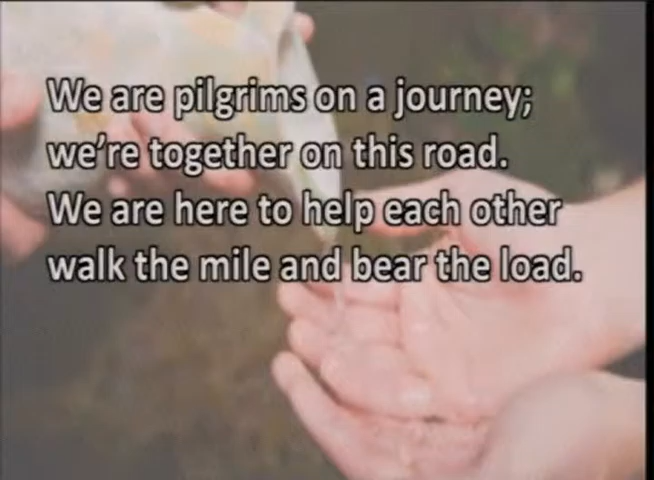 We are pilgrims on a journey;
we're together on this road.
We are here to help each other
walk the mile and bear the load.